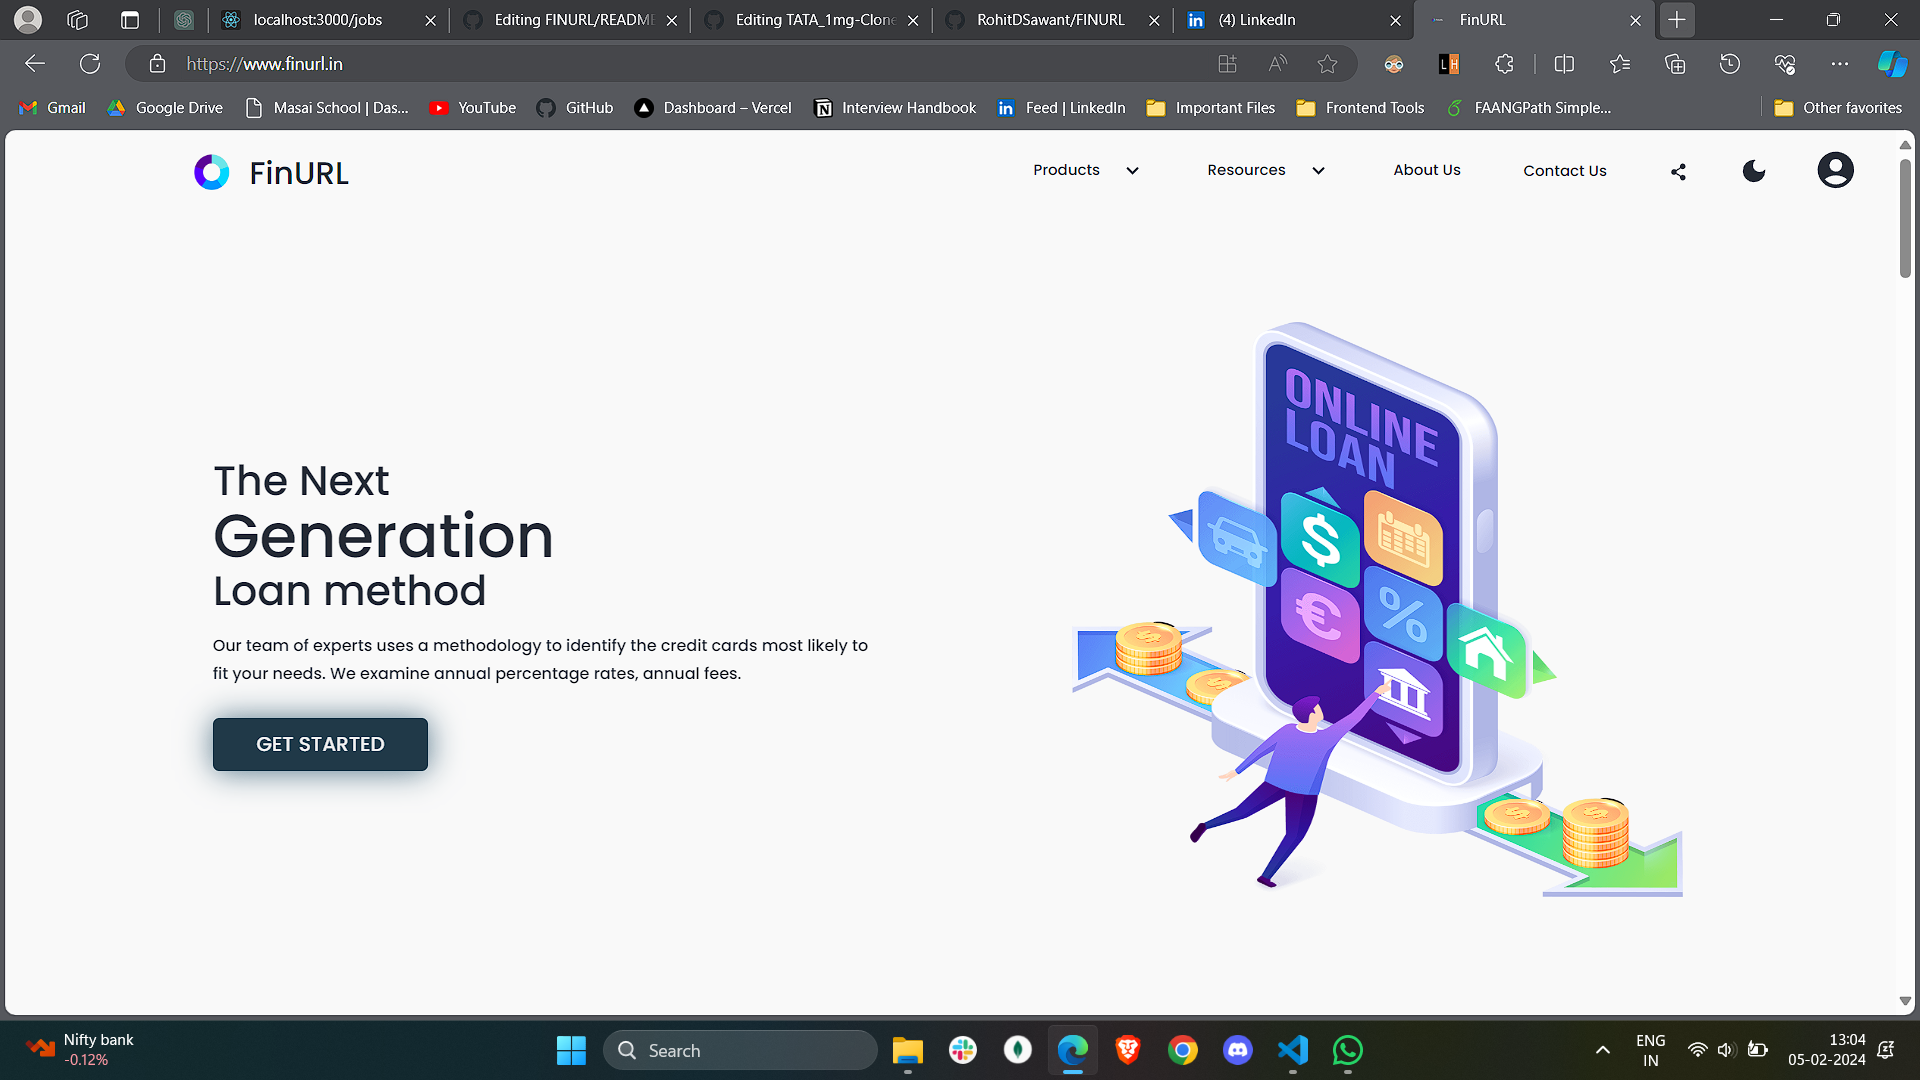 localhost:3000/jobs
Editing FINURL/README
Editing TATA_1mg-Clone
RohitDSawant/FINURL
(4) LinkedIn
FinURL
https://www.finurl.in
Gmail
Google Drive
Masai School | Das...
YouTube
GitHub
Dashboard – Vercel
Interview Handbook
Feed | LinkedIn
Important Files
Frontend Tools
FAANGPath Simple...
Other favorites
FinURL
Products
Resources
About Us
Contact Us
ONLINE
LOAN
The Next
Generation
Loan method
Our team of experts uses a methodology to identify the credit cards most likely to
fit your needs. We examine annual percentage rates, annual fees.
GET STARTED
Nifty bank
-0.12%
Search
ENG
IN
13:04
05-02-2024